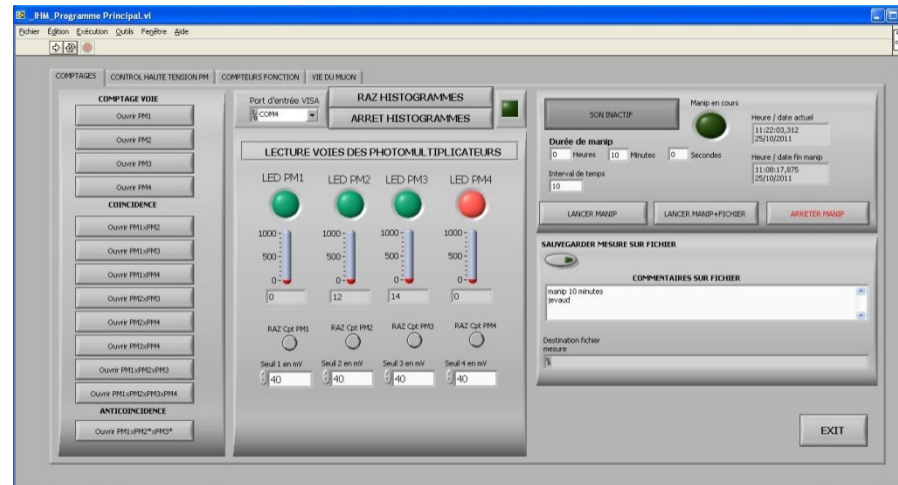 _IHM_Programme Principal.vi
Fichier Edition Exécution Outils Fenêtre Aide
COMPTAGES CONTROL HAUTE TENSION PM COMPTEURS FONCTION VIE DU MUON
COMPTAGE VOIE
Ouvrir PM1
Ouvrir PM2
Ouvrir PM3
Ouvrir PM4
COINCIDENCE
Ouvrir PM1xPM2
Ouvrir PM1xPM3
Ouvrir PM1xPM4
Ouvrir PM2xPM3
Ouvrir PM2xPM4
Ouvrir PM3xPM4
Ouvrir PM1xPM2xPM3
Ouvrir PM1xPM2xPM3xPM4
ANTICOINCIDENCE
Ouvrir PM1xPM2*xPM3*
Port d'entrée VISA
COM4
RAZ HISTOGRAMMES
ARRET HISTOGRAMMES
LECTURE VOIES DES PHOTOMULTIPLICATEURS
LED PM1 LED PM2 LED PM3 LED PM4
1000 1000 1000 1000
500 500 500 500
0 0 0 0
0 12 14 0
RAZ Cpt PM1 RAZ Cpt PM2 RAZ Cpt PM3 RAZ Cpt PM4
Seuil 1 en mV Seuil 2 en mV Seuil 3 en mV Seuil 4 en mV
40 40 40 40
SON INACTIF
Manip en cours
Heure / date actuel
11:22:03,312
25/10/2011
Durée de manip
0 Heures 10 Minutes 0 Secondes
Heure / date fin manip
11:08:17,875
25/10/2011
Interval de temps
10
LANCER MANIP LANCER MANIP+FICHIER ARRETER MANIP
SAUVEGARDER MESURE SUR FICHIER
COMMENTAIRES SUR FICHIER
manip 10 minutes
jevaud
Destination fichier
mesure
EXIT